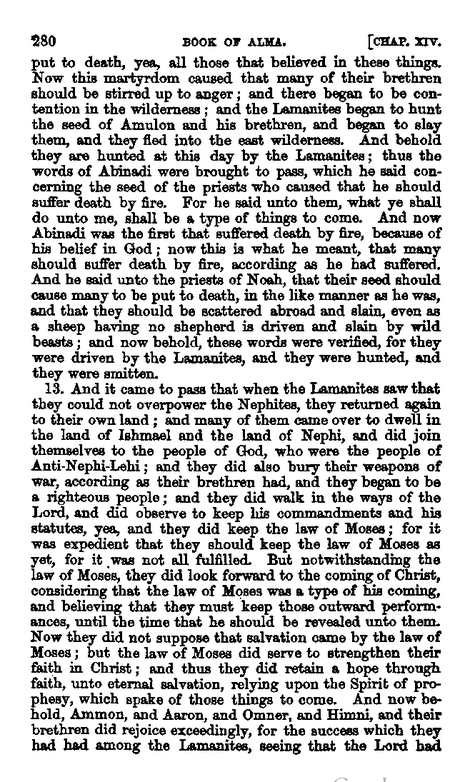 280 BOOK OF ALMA. [CHAP. XIV.
put to death, yea, all those that believed in these things.
Now this martyrdom caused that many of their brethren
should be stirred up to anger; and there began to be con-
tention in the wilderness; and the Lamanites began to hunt
the seed of Amulon and his brethren, and began to slay
them, and they fled into the east wilderness. And behold
they are hunted at this day by the Lamanites; thus the
words of Abinadi were brought to pass, which he said con-
cerning the seed of the priests who caused that he should
suffer death by fire. For he said unto them, what ye shall
do unto me, shall be a type of things to come. And now
Abinadi was the first that suffered death by fire, because of
his belief in God; now this is what he meant, that many
should suffer death by fire, according as he had suffered.
And he said unto the priests of Noah, that their seed should
cause many to be put to death, in the like manner as he was,
and that they should be scattered abroad and slain, even as
a sheep having no shepherd is driven and slain by wild
beasts; and now behold, these words were verified, for they
were driven by the Lamanites, and they were hunted, and
they were smitten.
13. And it came to pass that when the Lamanites saw that
they could not overpower the Nephites, they returned again
to their own land; and many of them came over to dwell in
the land of Ishmael and the land of Nephi, and did join
themselves to the people of God, who were the people of
Anti-Nephi-Lehi; and they did also bury their weapons of
war, according as their brethren had, and they began to be
a righteous people; and they did walk in the ways of the
Lord, and did observe to keep his commandments and his
statutes, yea, and they did keep the law of Moses; for it
was expedient that they should keep the law of Moses as
yet, for it was not all fulfilled. But notwithstanding the
law of Moses, they did look forward to the coming of Christ,
considering that the law of Moses was a type of his coming,
and believing that they must keep those outward perform-
ances, until the time that he should be revealed unto them.
Now they did not suppose that salvation came by the law of
Moses; but the law of Moses did serve to strengthen their
faith in Christ; and thus they did retain a hope through
faith, unto eternal salvation, relying upon the Spirit of pro-
phesy, which spake of those things to come. And now be-
hold, Ammon, and Aaron, and Omner, and Himni, and their
brethren did rejoice exceedingly, for the success which they
had had among the Lamanites, seeing that the Lord had